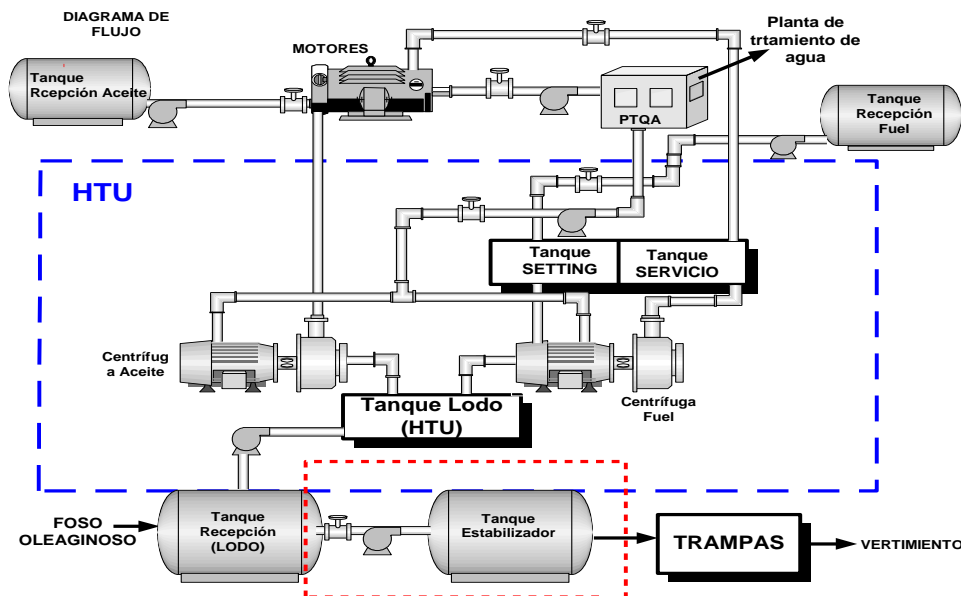 DIAGRAMA DE
FLUJO
MOTORES
Planta de
trtamiento de
agua
Tanque
Rcepción Aceite
Tanque
Recepción
Fuel
PTQA
HTU
Tanque
SETTING
Tanque
SERVICIO
Centrífug
a Aceite
Centrífuga
Fuel
Tanque Lodo
(HTU)
FOSO
OLEAGINOSO
Tanque
Recepción
(LODO)
Tanque
Estabilizador
TRAMPAS
VERTIMIENTO